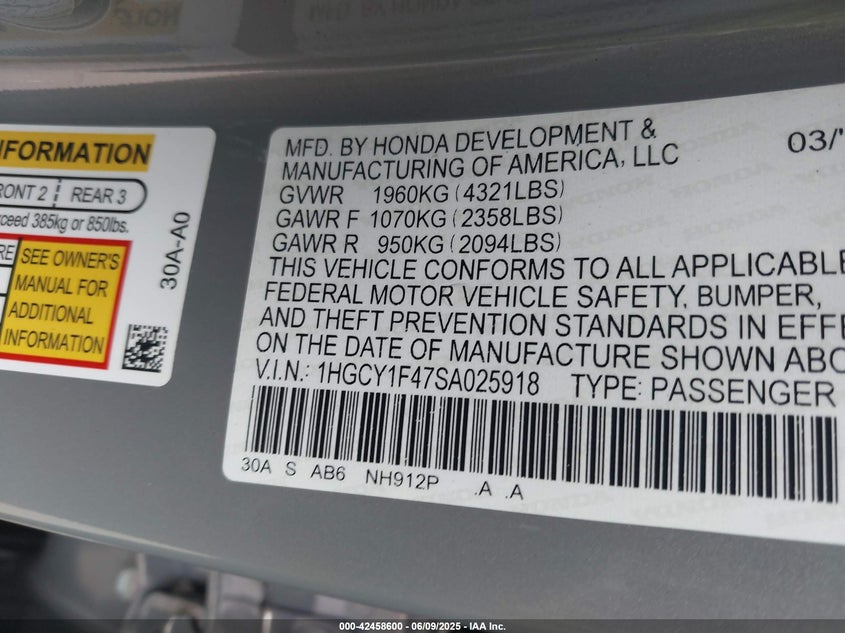 NFORMATION
RONT 2 REAR 3
xceed 385kg or 850lbs.
RE
SEE OWNER'S
MANUAL FOR
ADDITIONAL
INFORMATION
30A-A0
MFD. BY HONDA DEVELOPMENT &
MANUFACTURING OF AMERICA, LLC 03/'
GVWR 1960KG (4321LBS)
GAWR F 1070KG (2358LBS)
GAWR R 950KG (2094LBS)
THIS VEHICLE CONFORMS TO ALL APPLICABLE
FEDERAL MOTOR VEHICLE SAFETY, BUMPER,
AND THEFT PREVENTION STANDARDS IN EFFE
ON THE DATE OF MANUFACTURE SHOWN ABO
V.I.N.: 1HGCY1F47SA025918 TYPE: PASSENGER
30A S AB6 NH912P .A .A
000-42458600 - 06/09/2025 - IAA Inc.